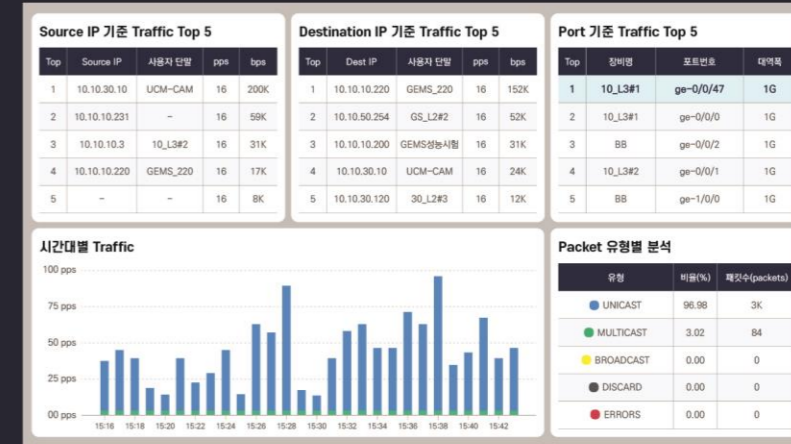 Source IP 기준 Traffic Top 5
Top Source IP 사용자 단말 pps bps
1 10.10.30.10 UCM-CAM 16 200K
2 10.10.10.231 - 16 59K
3 10.10.10.3 10_L3#2 16 31K
4 10.10.10.220 GEMS_220 16 17K
5 - - 16 8K
Destination IP 기준 Traffic Top 5
Top Dest IP 사용자 단말 pps bps
1 10.10.10.220 GEMS_220 16 152K
2 10.10.50.254 GS_L2#2 16 52K
3 10.10.10.200 GEMS성능시험 16 31K
4 10.10.30.10 UCM-CAM 16 24K
5 10.10.30.120 30_L2#3 16 12K
Port 기준 Traffic Top 5
Top 장비명 포트번호 대역폭
1 10_L3#1 ge-0/0/47 1G
2 10_L3#1 ge-0/0/0 1G
3 BB ge-0/0/2 1G
4 10_L3#2 ge-0/0/1 1G
5 BB ge-1/0/0 1G
시간대별 Traffic
100 pps
75 pps
50 pps
25 pps
00 pps
15:16 15:18 15:20 15:22 15:24 15:26 15:28 15:30 15:32 15:34 15:36 15:38 15:40 15:42
Packet 유형별 분석
유형 비율(%) 패킷수(packets)
UNICAST 96.98 3K
MULTICAST 3.02 84
BROADCAST 0.00 0
DISCARD 0.00 0
ERRORS 0.00 0